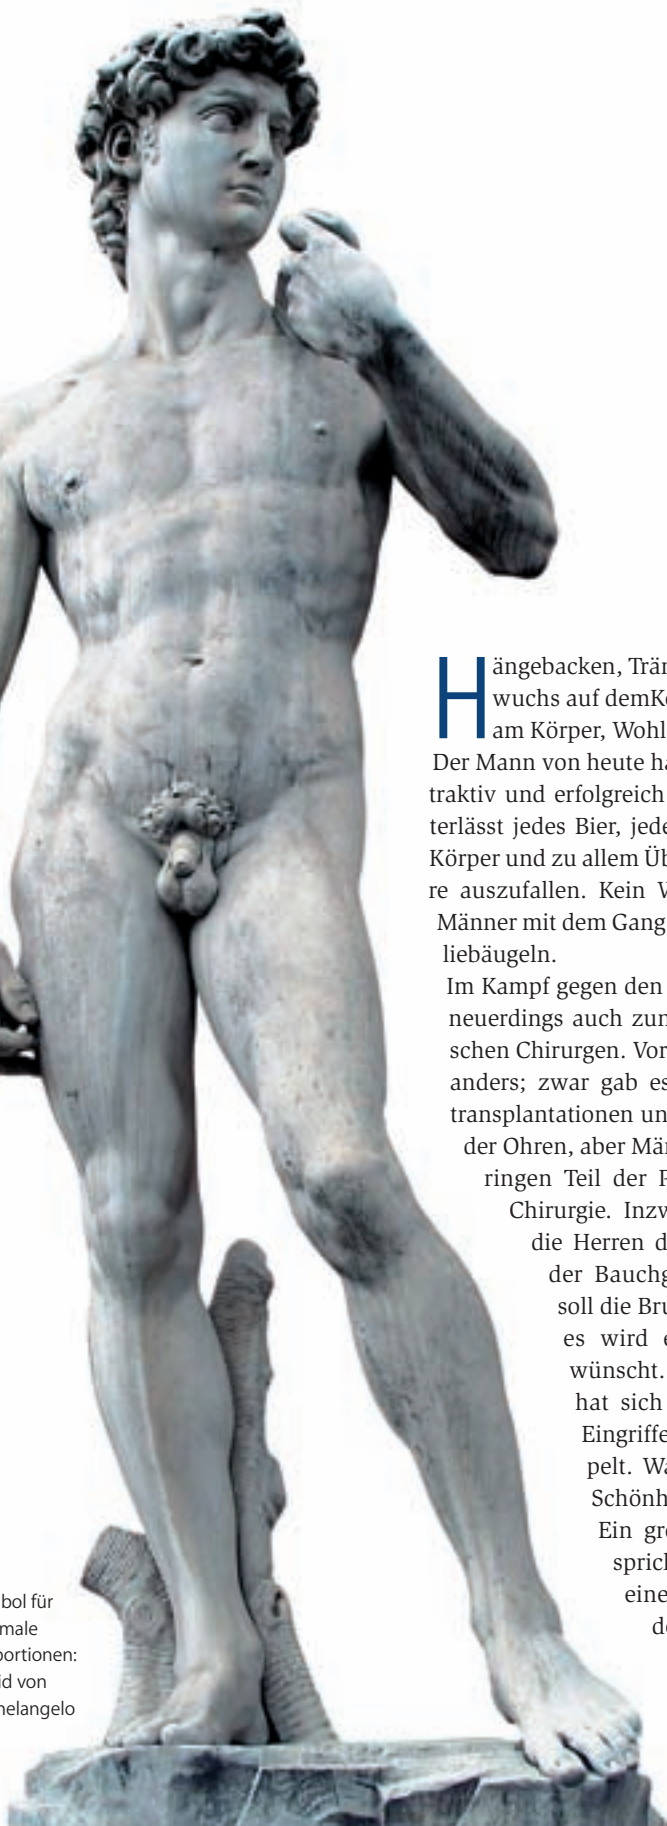 Hängebacken, Trän
wuchs auf demKo
am Körper, Wohl
Der Mann von heute ha
traktiv und erfolgreich
terlässt jedes Bier, jede
Körper und zu allem Üb
re auszufallen. Kein V
Männer mit dem Gang
liebäugeln.
Im Kampf gegen den
neuerdings auch zum
schen Chirurgen. Vor
anders; zwar gab es
transplantationen un
der Ohren, aber Män
ringen Teil der P
Chirurgie. Inzw
die Herren d
der Bauchg
soll die Bru
es wird e
wünscht.
hat sich
Eingriffe
pelt. Wa
Schönh
Ein gro
sprich
eine
de
bol für
male
portionen:
id von
helangelo